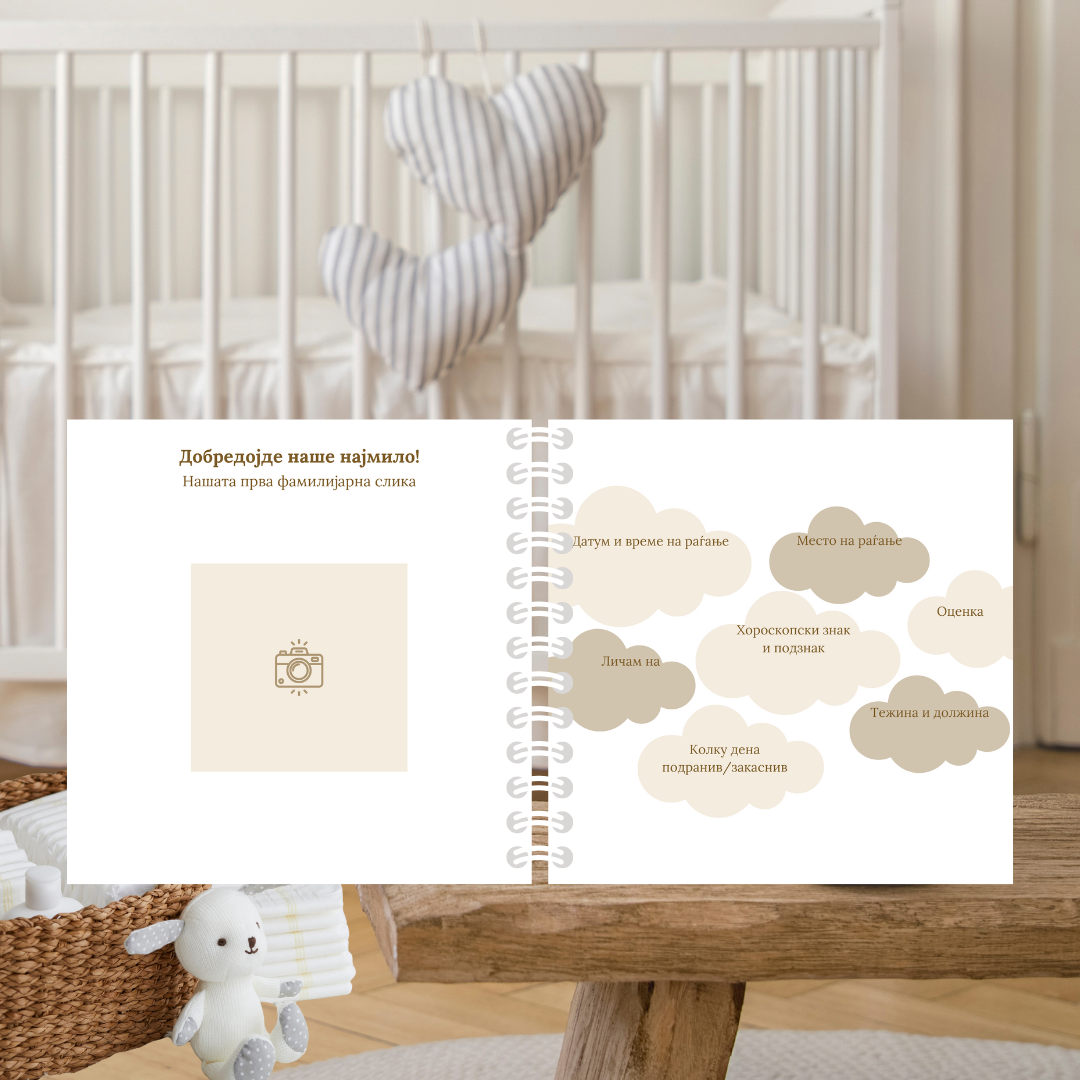 Добредојде наше најмило!
Нашата прва фамилијарна слика
Датум и време на раѓање
Место на раѓање
Оценка
Хороскопски знак
и подзнак
Личам на
Тежина и должина
Колку дена
подранив/закаснив